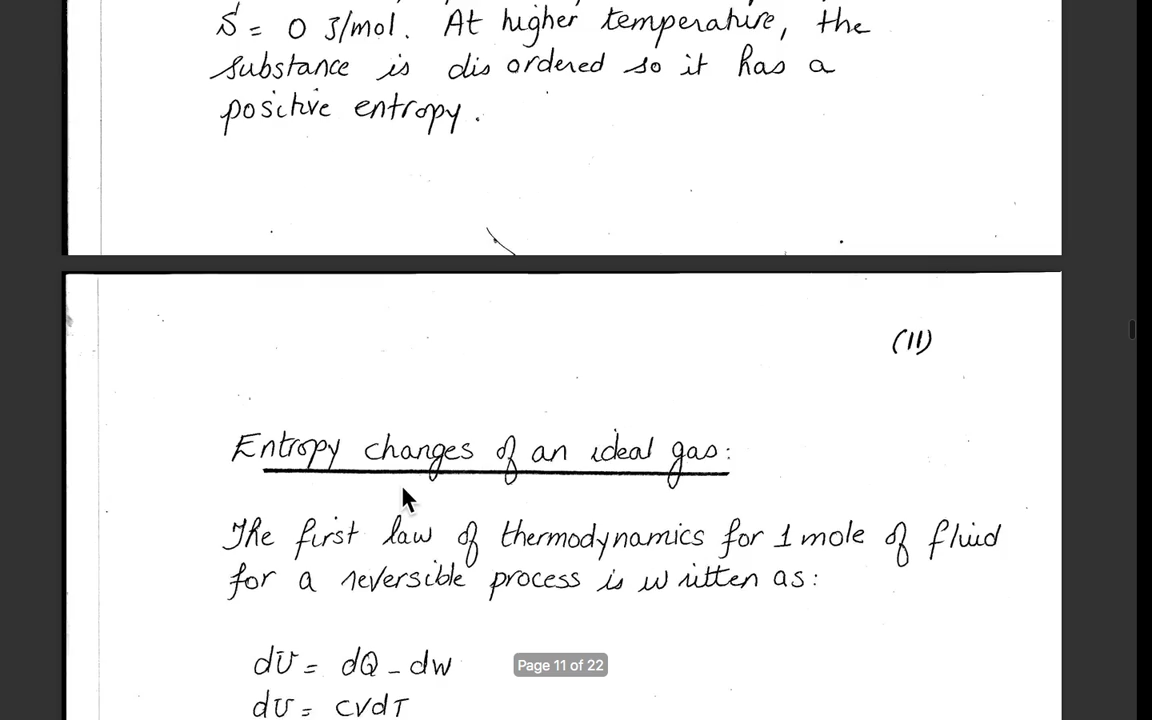 S = 0 J/mol. At higher temperature, the
substance is disordered so it has a
positive entropy.
(11)
Entropy changes of an ideal gas:
The first law of thermodynamics for 1 mole of fluid
for a reversible process is written as:
dU = dQ - dw
Page 11 of 22
dU = CVdT